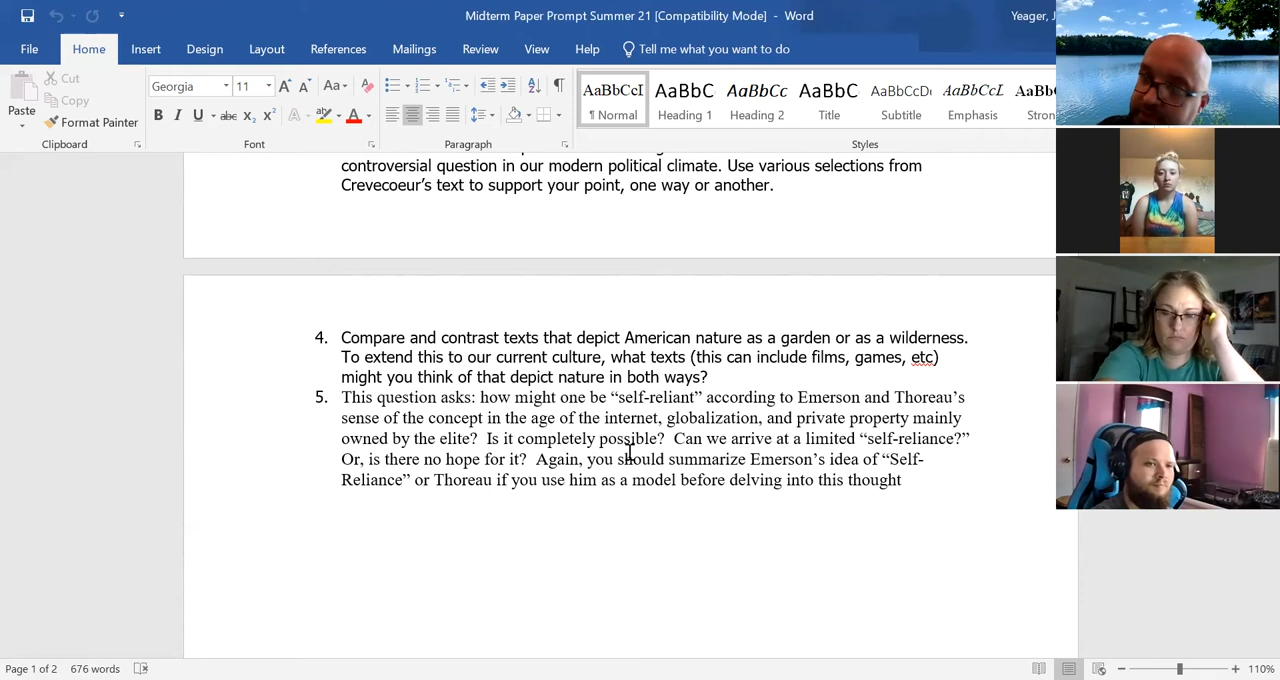 Midterm Paper Prompt Summer 21 [Compatibility Mode] - Word
Yeager, J
File Home Insert Design Layout References Mailings Review View Help Tell me what you want to do
Paste
Cut
Copy
Format Painter
Clipboard
Georgia 11
Font
Paragraph
AaBbCcI AaBbC AaBbCc AaBbC AaBbCcD AaBbCcL AaBb
¶ Normal Heading 1 Heading 2 Title Subtitle Emphasis Stron
Styles
controversial question in our modern political climate. Use various selections from
Crevecoeur's text to support your point, one way or another.
4. Compare and contrast texts that depict American nature as a garden or as a wilderness.
To extend this to our current culture, what texts (this can include films, games, etc)
might you think of that depict nature in both ways?
5. This question asks: how might one be “self-reliant” according to Emerson and Thoreau’s
sense of the concept in the age of the internet, globalization, and private property mainly
owned by the elite?  Is it completely possible?  Can we arrive at a limited “self-reliance?”
Or, is there no hope for it?  Again, you should summarize Emerson’s idea of “Self-
Reliance” or Thoreau if you use him as a model before delving into this thought
Page 1 of 2 676 words
110%